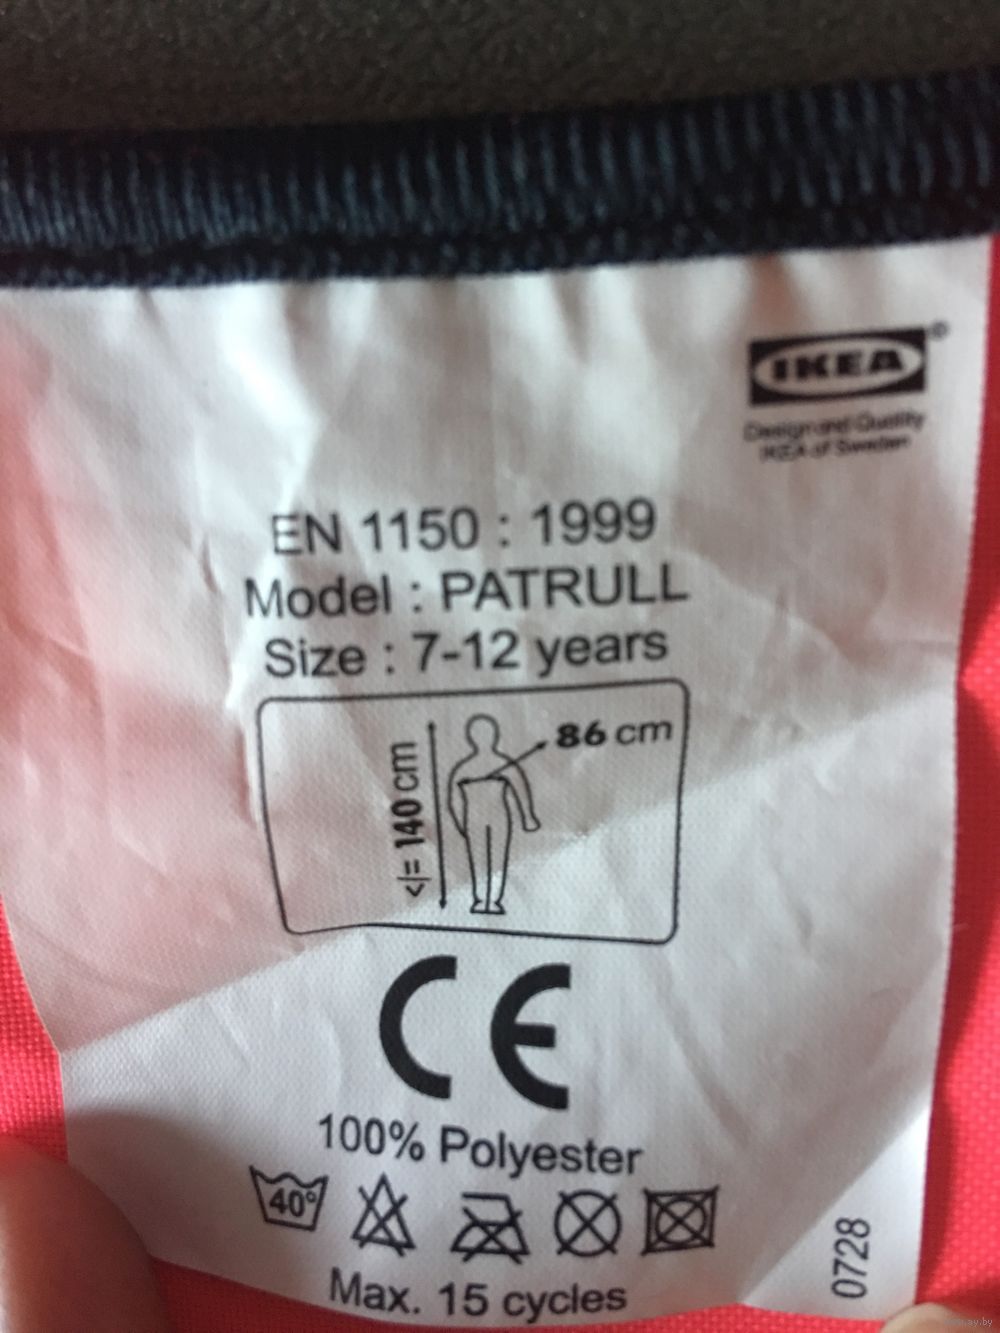 IKEA®
Design and Quality
IKEA of Sweden
EN 1150 : 1999
Model : PATRULL
Size : 7-12 years
86 cm
</= 140 cm
CE
100% Polyester
40°
Max. 15 cycles
0728